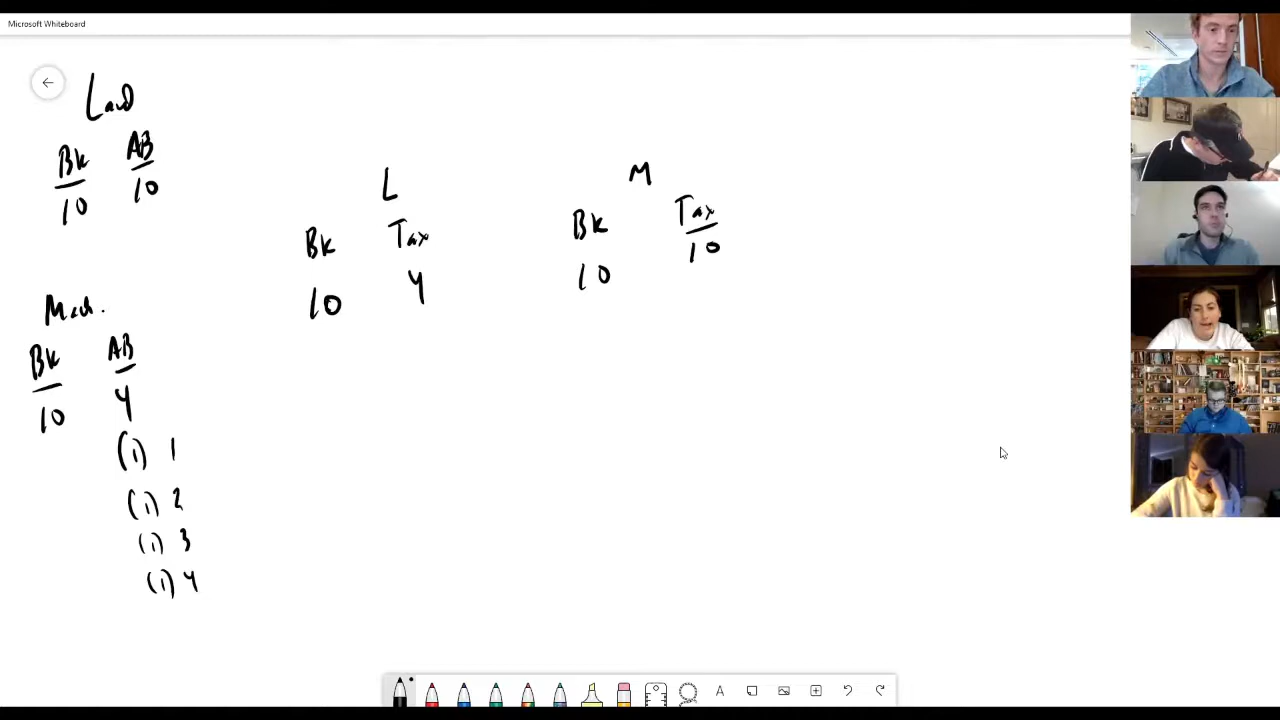 Microsoft Whiteboard
Land
Bk AB
10 10
Mach.
Bk AB
10 4
(1) 1
(1) 2
(1) 3
(1) 4
L
Bk Tax
10 4
M
Bk Tax
10 10
A